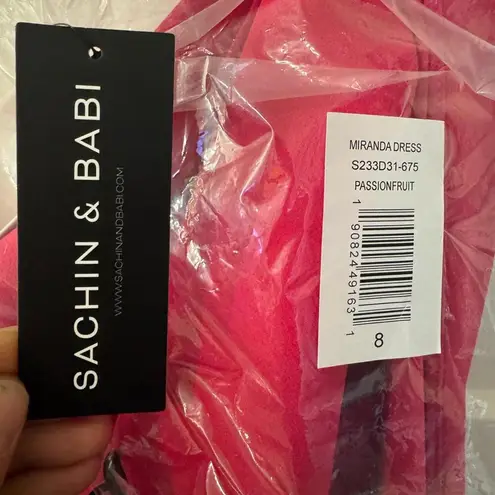 SACHIN & BABI
WWW.SACHINANDBABI.COM
MIRANDA DRESS
S233D31-675
PASSIONFRUIT
1 90824 49163 1
8